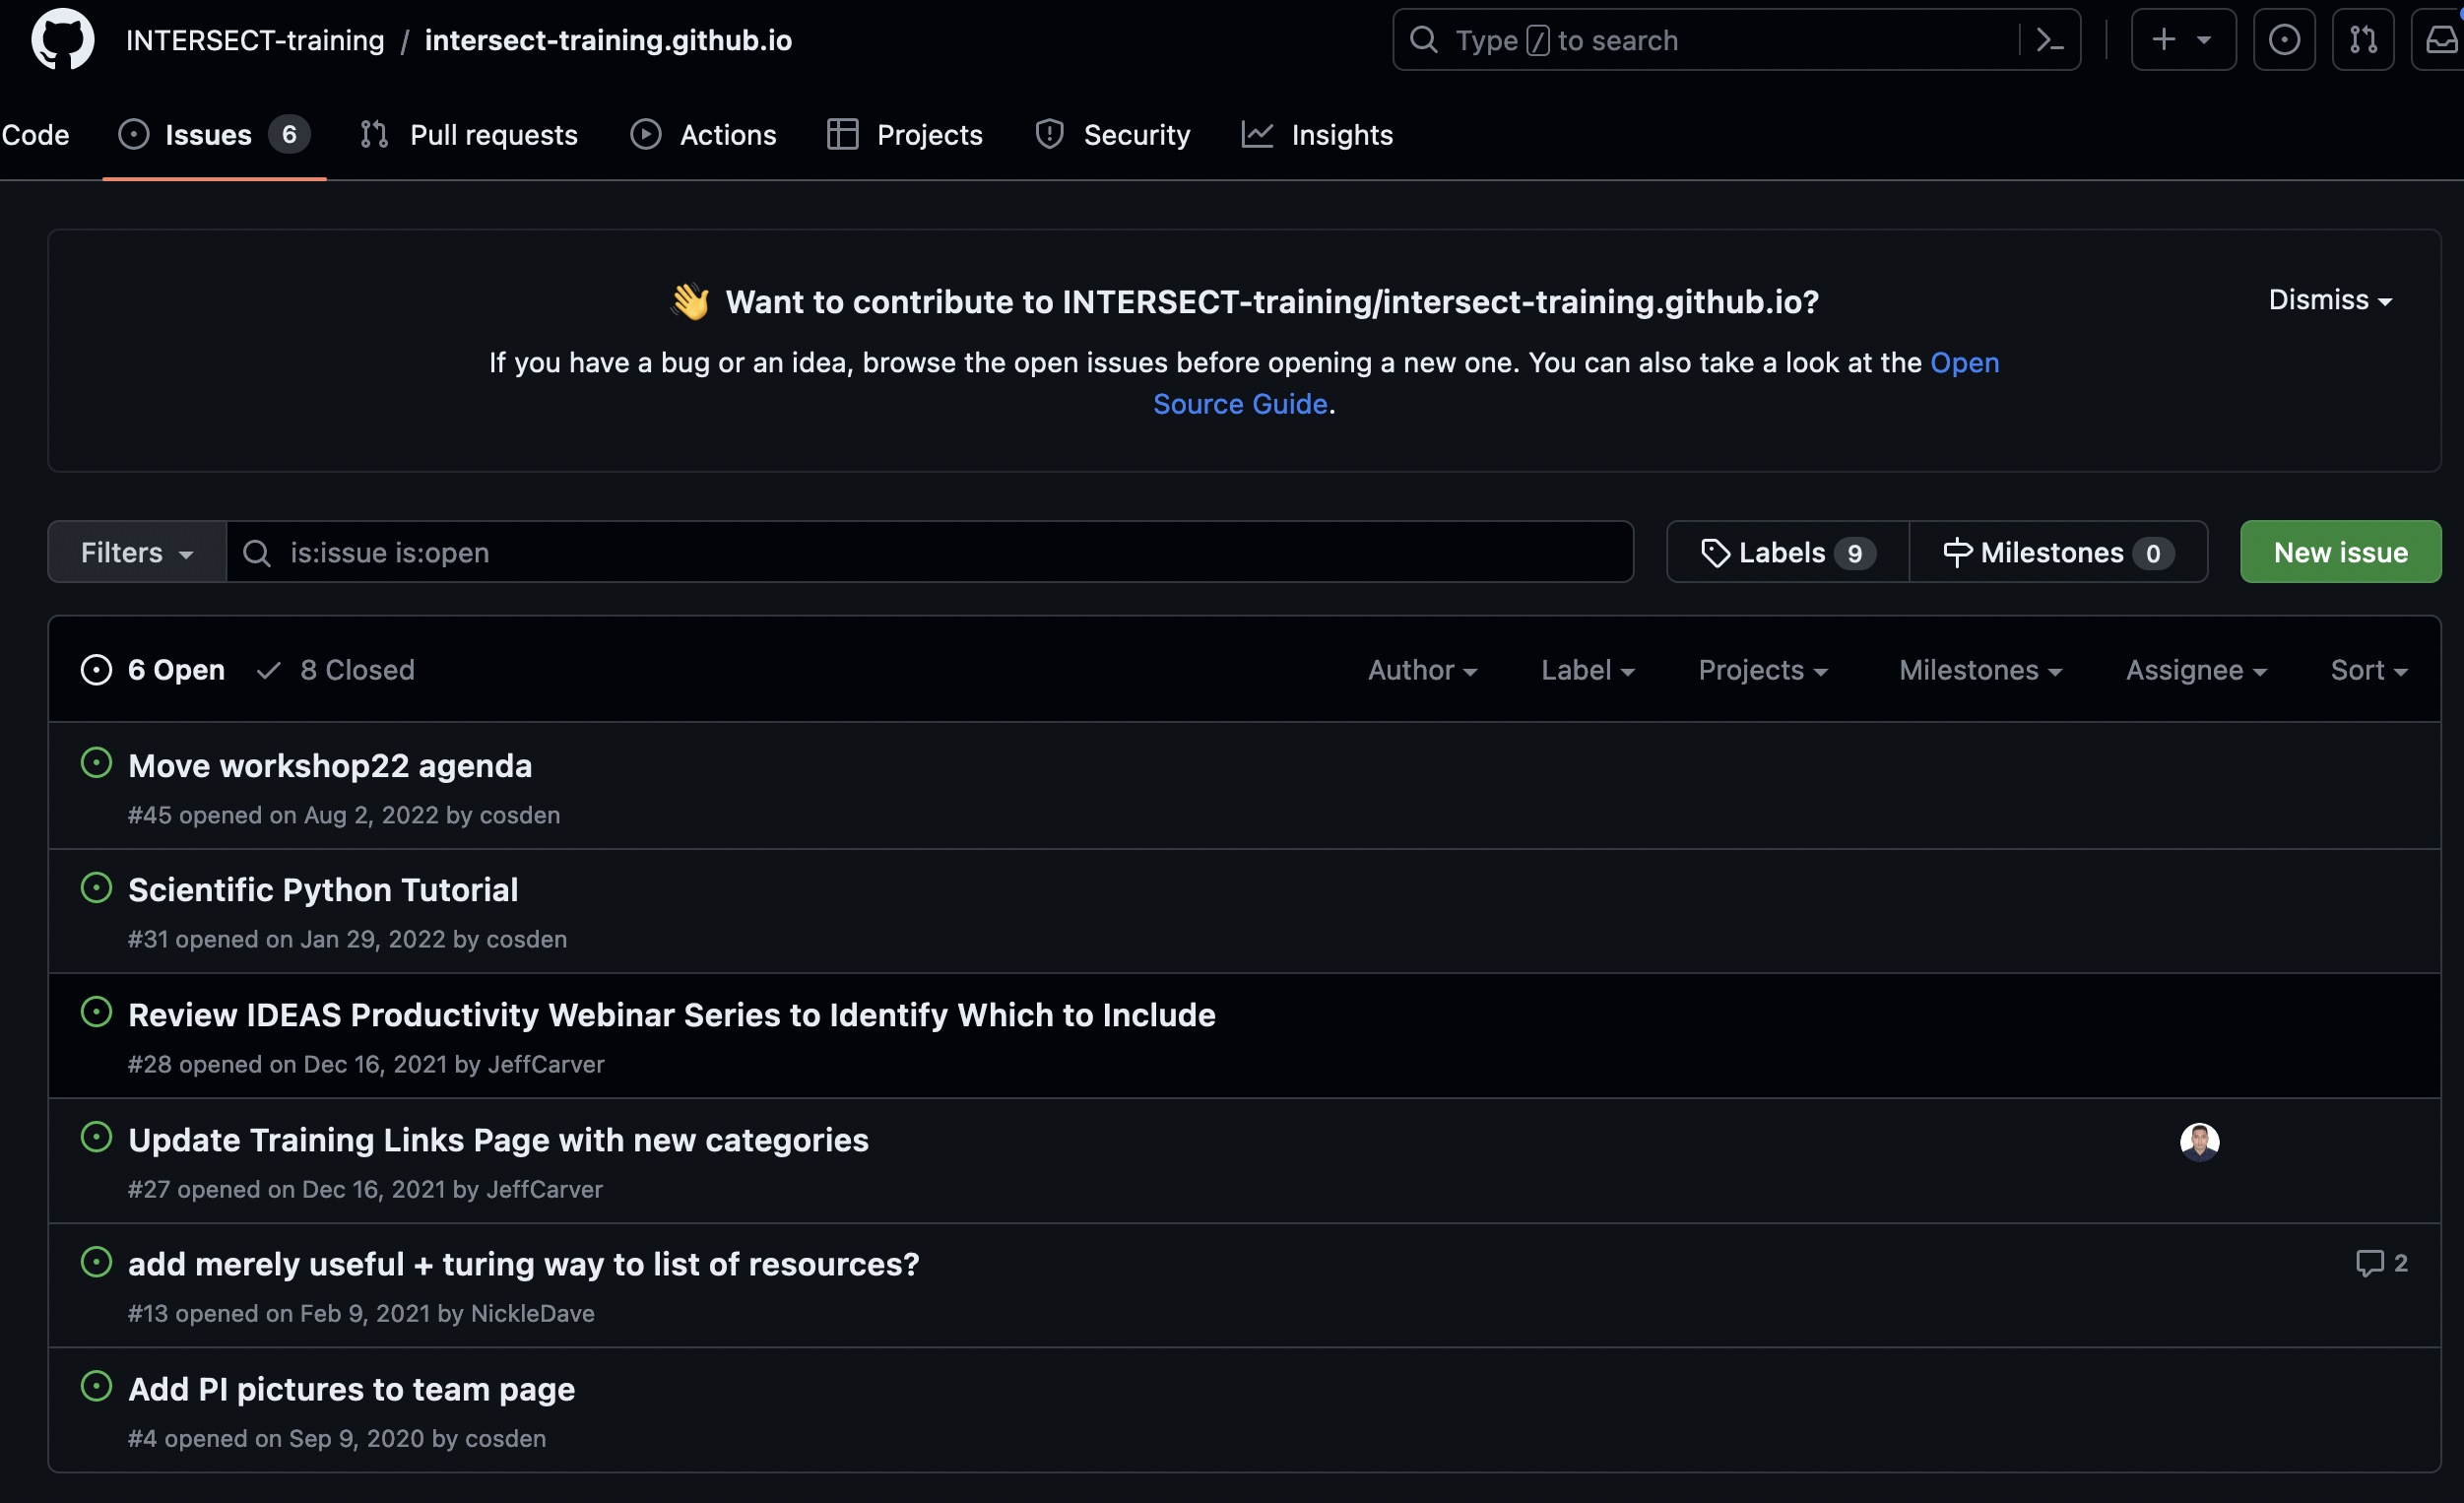 INTERSECT-training / intersect-training.github.io
Type / to search
Code Issues 6 Pull requests Actions Projects Security Insights
👋 Want to contribute to INTERSECT-training/intersect-training.github.io?
Dismiss
If you have a bug or an idea, browse the open issues before opening a new one. You can also take a look at the Open
Source Guide.
Filters is:issue is:open Labels 9 Milestones 0 New issue
6 Open 8 Closed Author Label Projects Milestones Assignee Sort
Move workshop22 agenda
#45 opened on Aug 2, 2022 by cosden
Scientific Python Tutorial
#31 opened on Jan 29, 2022 by cosden
Review IDEAS Productivity Webinar Series to Identify Which to Include
#28 opened on Dec 16, 2021 by JeffCarver
Update Training Links Page with new categories
#27 opened on Dec 16, 2021 by JeffCarver
add merely useful + turing way to list of resources?
2
#13 opened on Feb 9, 2021 by NickleDave
Add PI pictures to team page
#4 opened on Sep 9, 2020 by cosden